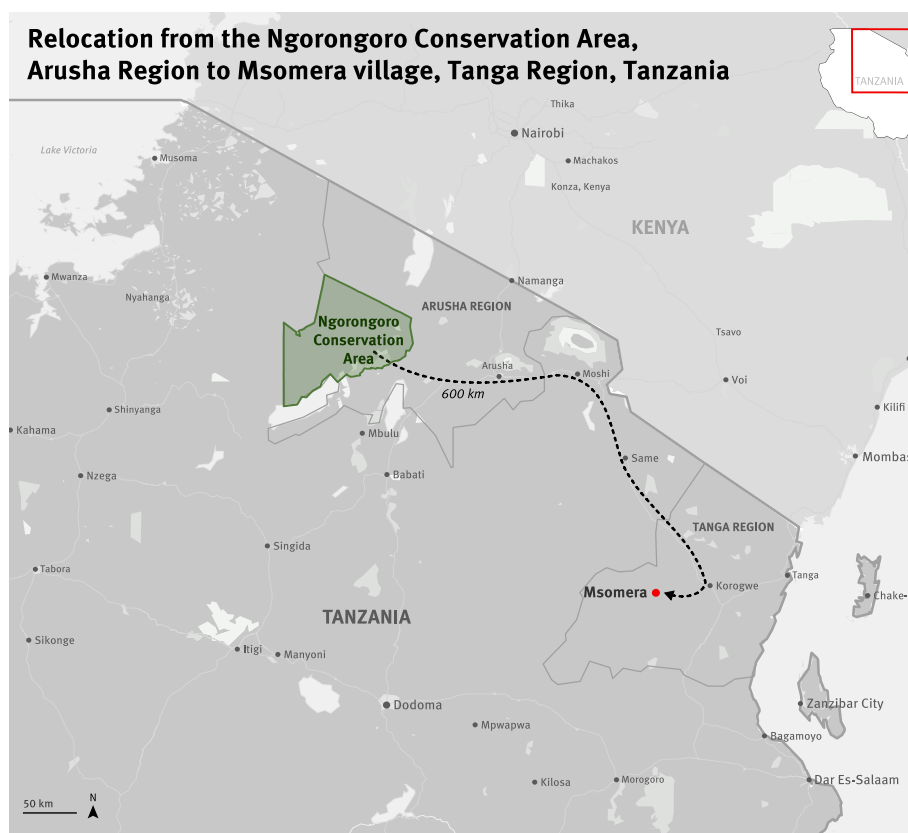 Relocation from the Ngorongoro Conservation Area,
Arusha Region to Msomera village, Tanga Region, Tanzania
TANZANIA
Thika
Nairobi
Lake Victoria
Musoma
Machakos
Konza, Kenya
KENYA
Mwanza
Namanga
Nyahanga
ARUSHA REGION
Ngorongoro
Conservation
Area
Tsavo
Arusha
Moshi
Voi
600 km
Shinyanga
Kilifi
Kahama
Mbulu
Mombas
Same
Nzega
Babati
TANGA REGION
Singida
Tabora
Tanga
Korogwe
Msomera
Chake-
TANZANIA
Sikonge
Itigi
Manyoni
Dodoma
Zanzibar City
Mpwapwa
Bagamoyo
Kilosa
Morogoro
Dar Es-Salaam
50 km
N